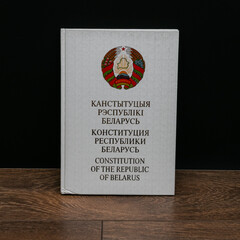 КАНСТЫТУЦЫЯ
РЭСПУБЛІКІ
БЕЛАРУСЬ
КОНСТИТУЦИЯ
РЕСПУБЛИКИ
БЕЛАРУСЬ
CONSTITUTION
OF THE REPUBLIC
OF BELARUS